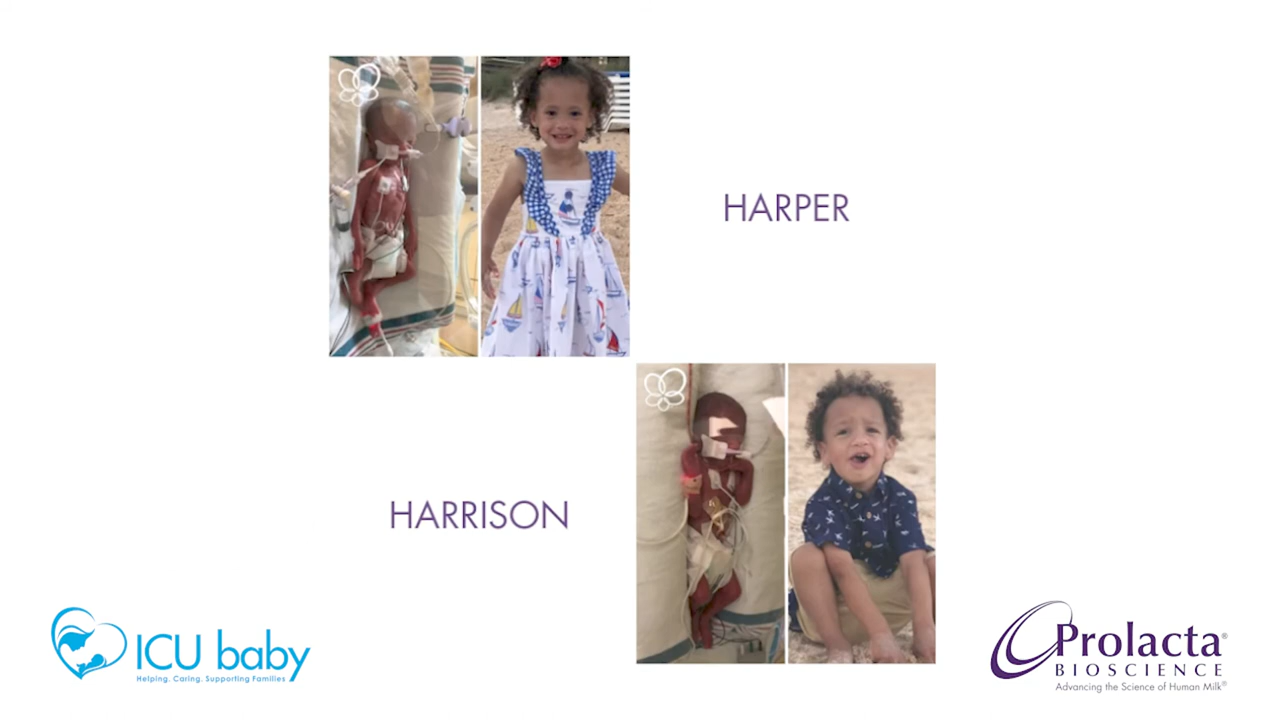 HARPER
HARRISON
ICU baby
Helping. Caring. Supporting Families
Prolacta®
BIOSCIENCE
Advancing the Science of Human Milk®